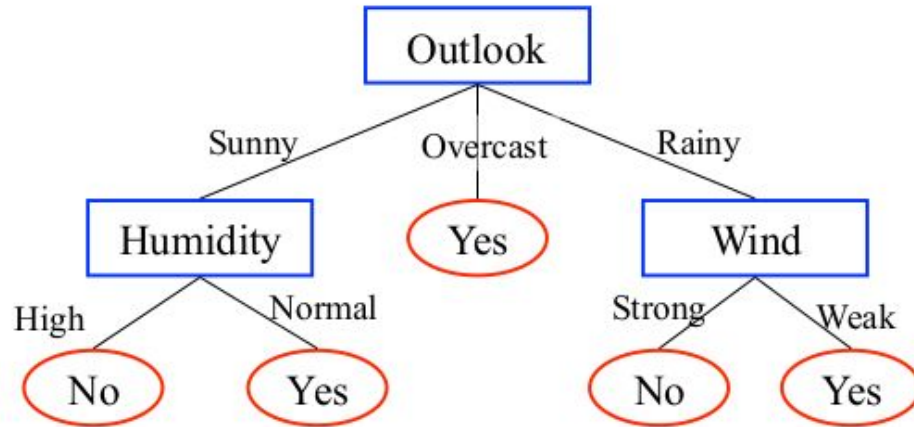 Outlook
Sunny Overcast Rainy
Humidity Yes Wind
High Normal Strong Weak
No Yes No Yes